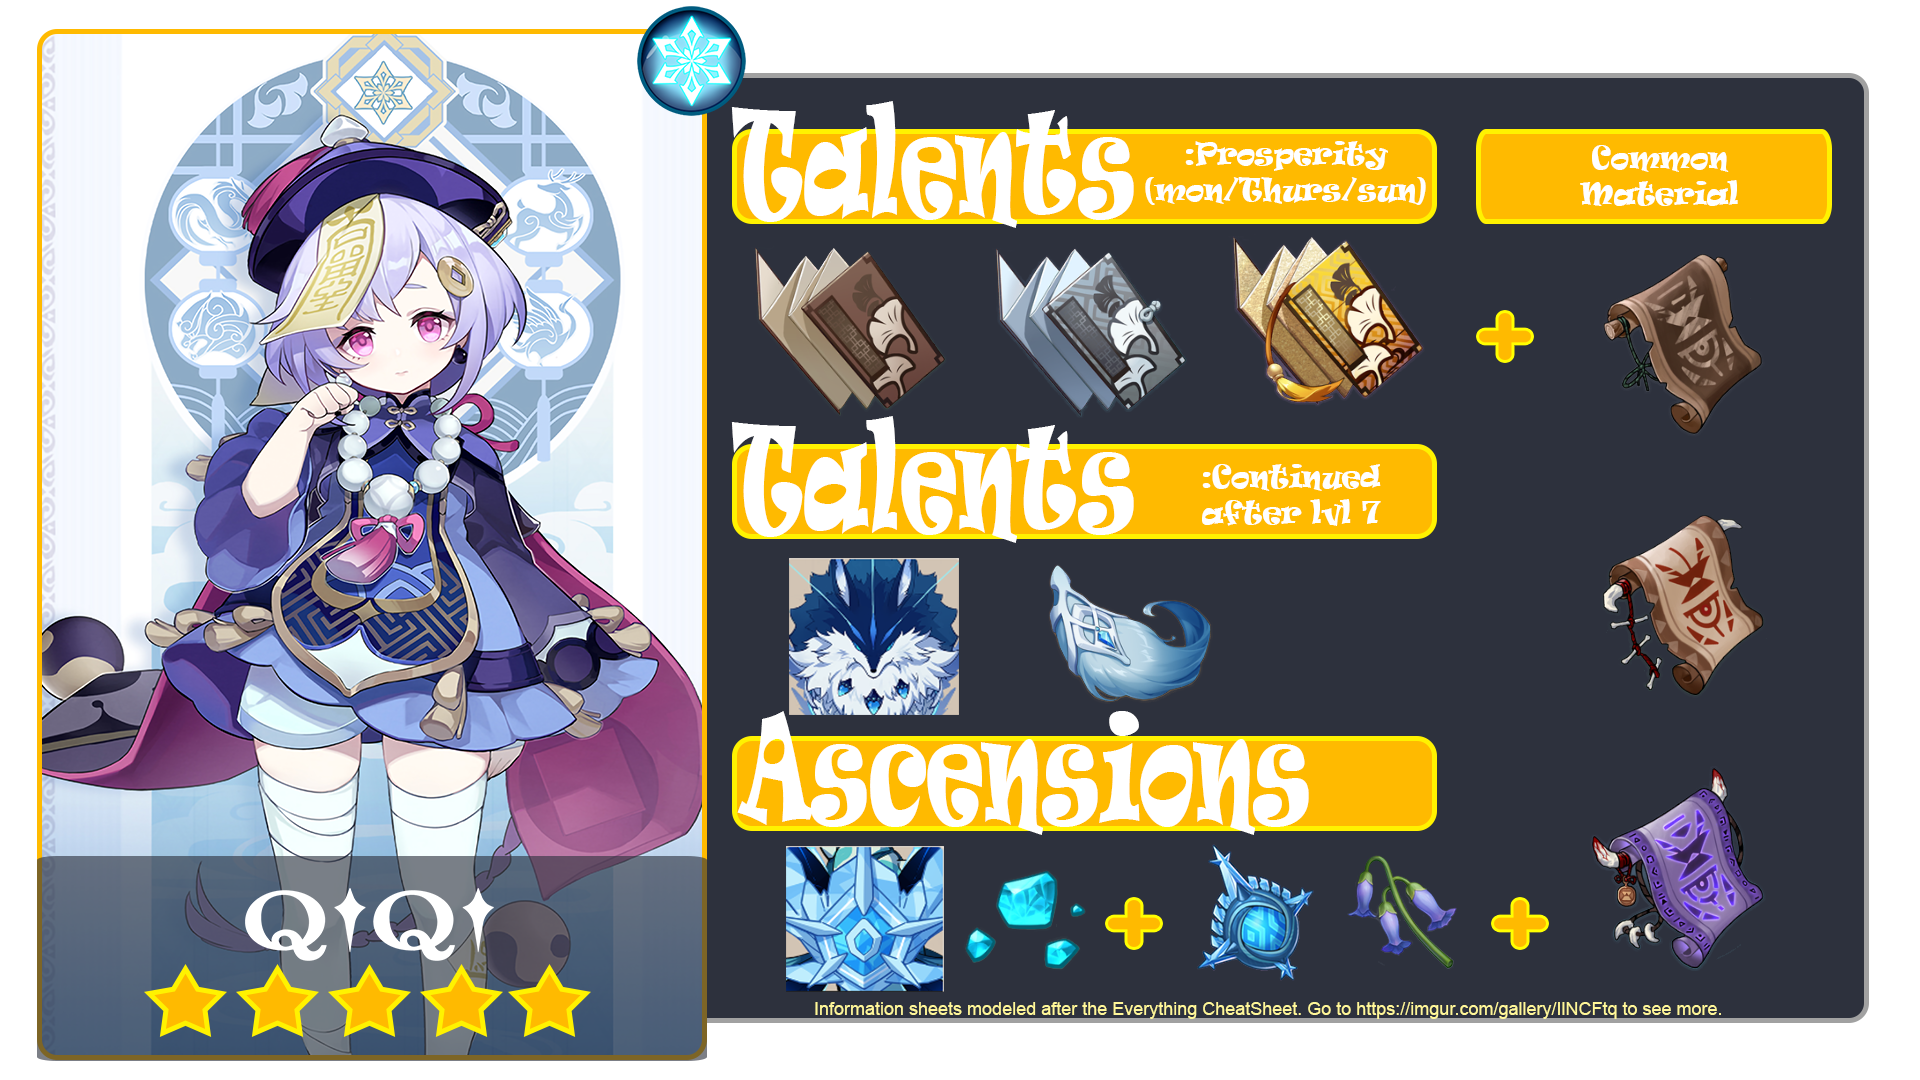 Talents
:Prosperity
(mon/Thurs/sun)
Common
Material
Talents
:Continued
after lvl 7
Ascensions
QiQi
Information sheets modeled after the Everything CheatSheet. Go to https://imgur.com/gallery/IINCFtq to see more.